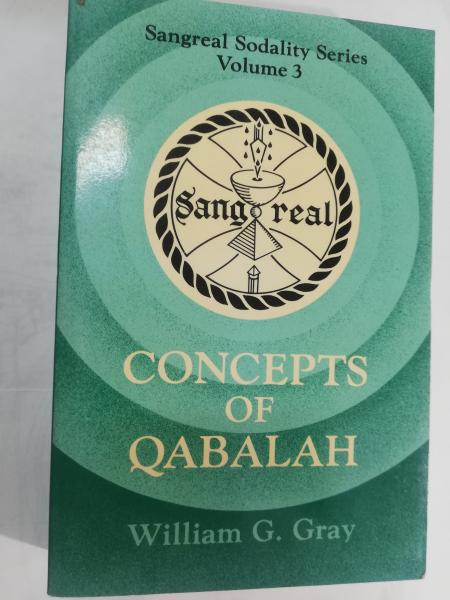 Sangreal Sodality Series
Volume 3
Sang real
CONCEPTS
OF
QABALAH
William G. Gray